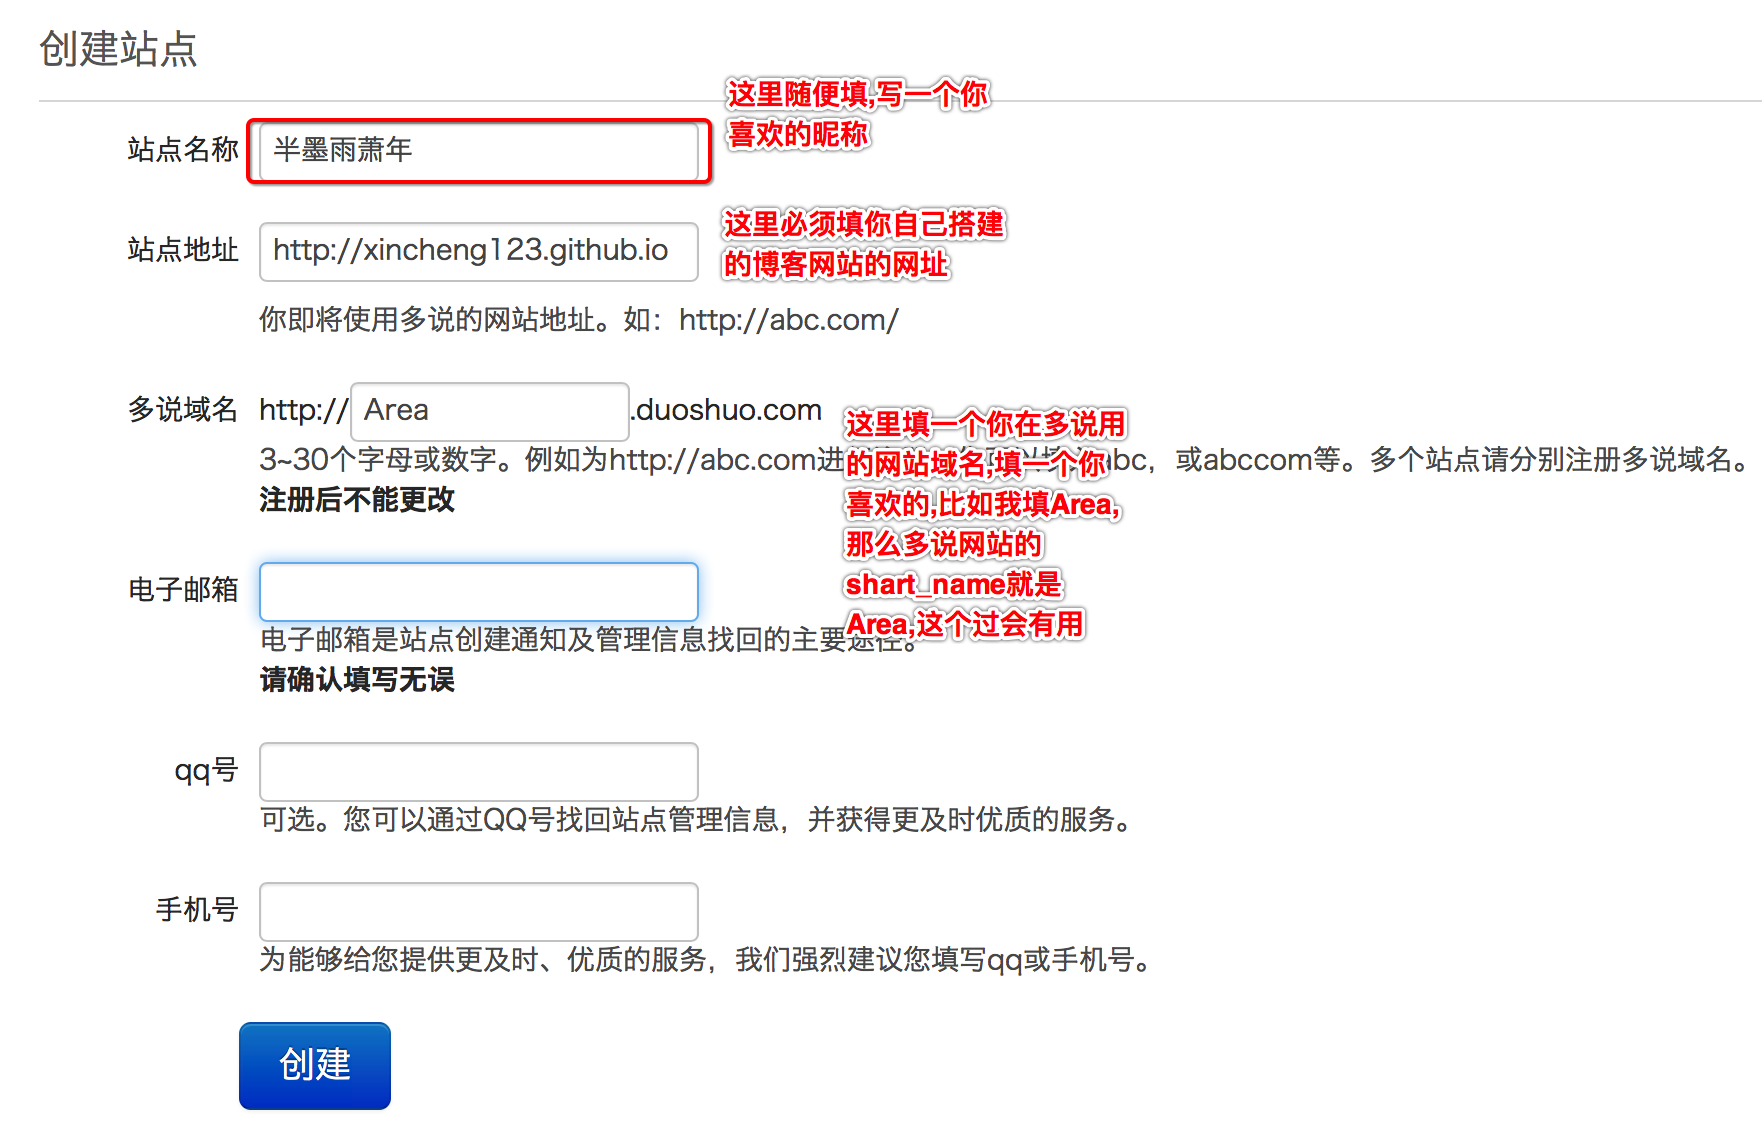 创建站点
这里随便填,写一个你
喜欢的昵称
站点名称 半墨雨萧年
这里必须填你自己搭建
的博客网站的网址
站点地址 http://xincheng123.github.io
你即将使用多说的网站地址。如：http://abc.com/
多说域名 http:// Area .duoshuo.com
这里填一个你在多说用
的网站域名,填一个你
喜欢的,比如我填Area,
那么多说网站的
shart_name就是
Area,这个过会有用
3~30个字母或数字。例如为http://abc.com进 abc，或abccom等。多个站点请分别注册多说域名。
注册后不能更改
电子邮箱
电子邮箱是站点创建通知及管理信息找回的主要途径。
请确认填写无误
qq号
可选。您可以通过QQ号找回站点管理信息，并获得更及时优质的服务。
手机号
为能够给您提供更及时、优质的服务，我们强烈建议您填写qq或手机号。
创建